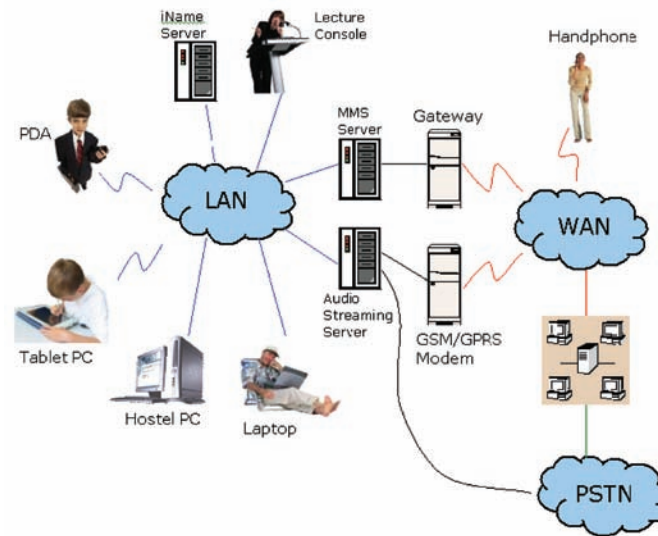 iName
Server
Lecture
Console
Handphone
PDA
MMS
Server
Gateway
LAN
WAN
Tablet PC
Audio
Streaming
Server
GSM/GPRS
Modem
Hostel PC
Laptop
PSTN